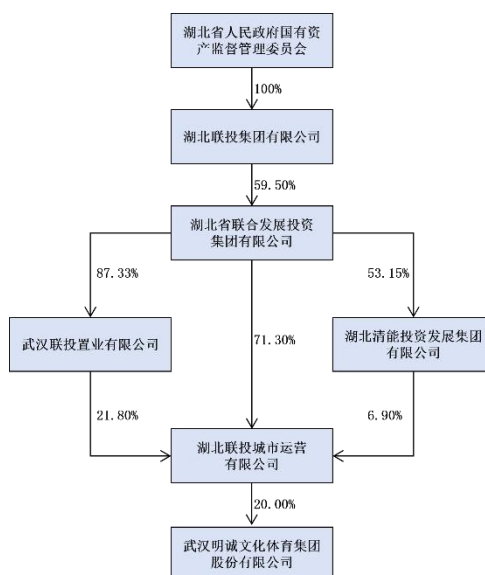 湖北省人民政府国有资
产监督管理委员会
100%
湖北联投集团有限公司
59.50%
湖北省联合发展投资
集团有限公司
87.33%
53.15%
武汉联投置业有限公司
71.30%
湖北清能投资发展集团
有限公司
21.80%
6.90%
湖北联投城市运营
有限公司
20.00%
武汉明诚文化体育集团
股份有限公司